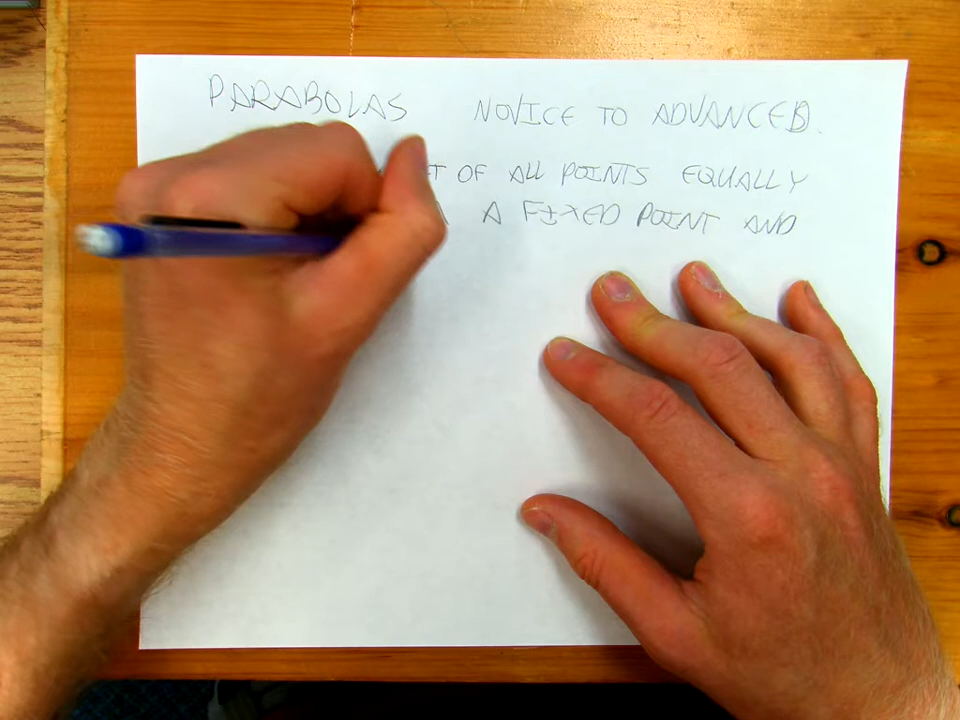 PARABOLAS NOVICE TO ADVANCED.
OF ALL POINTS EQUALLY
A FIXED POINT AND